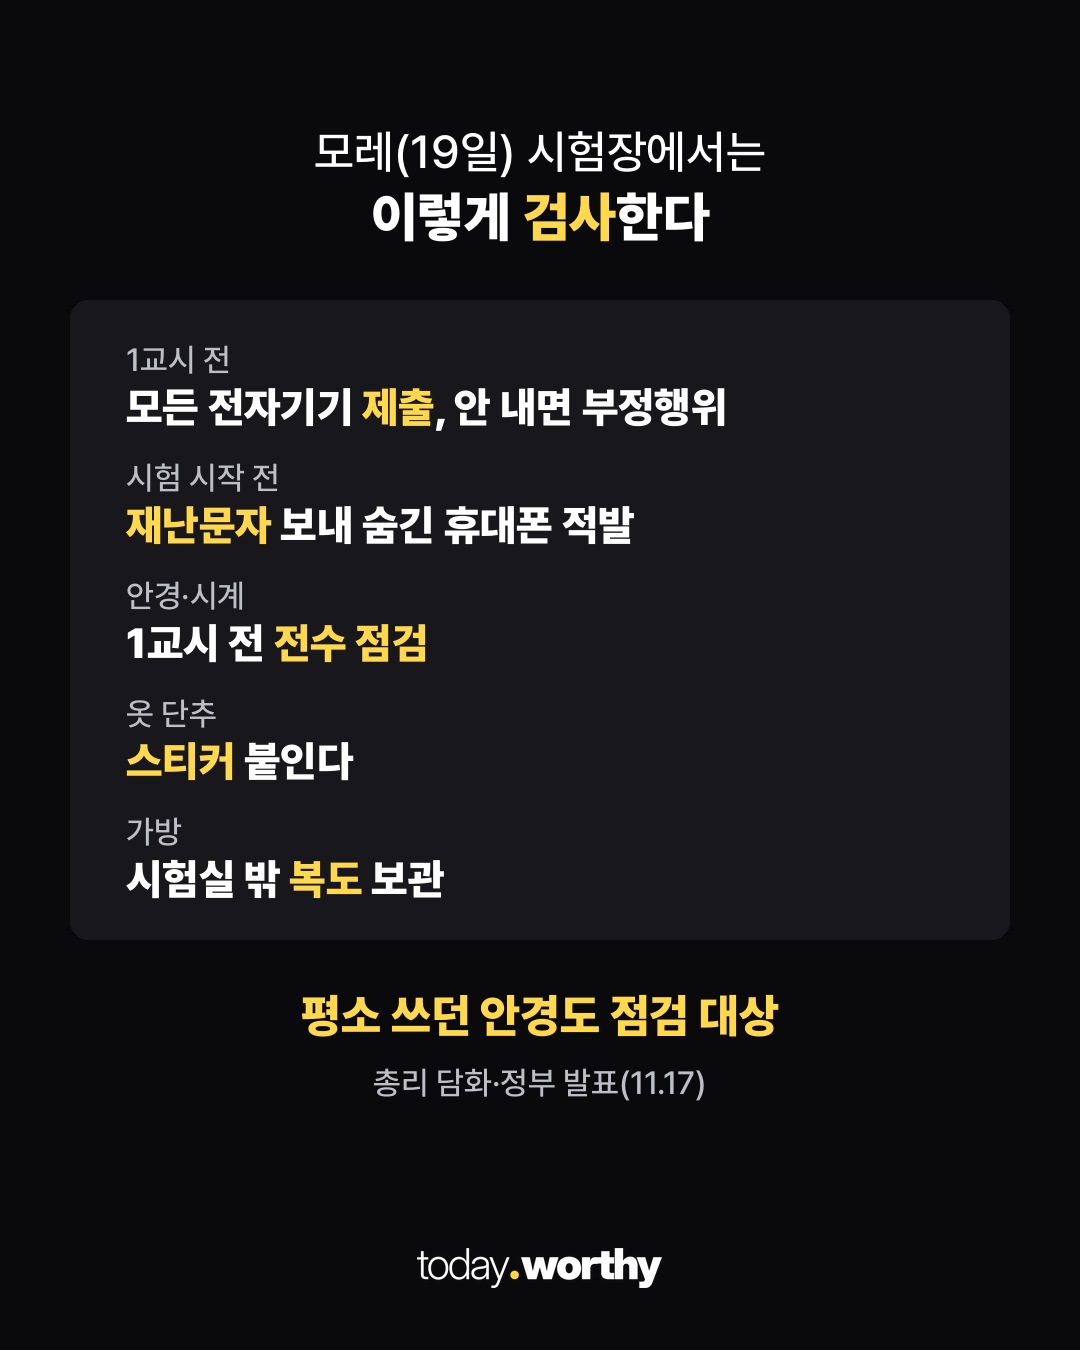 모레(19일) 시험장에서는
이렇게 검사한다
1교시 전
모든 전자기기 제출, 안 내면 부정행위
시험 시작 전
재난문자 보내 숨긴 휴대폰 적발
안경·시계
1교시 전 전수 점검
옷 단추
스티커 붙인다
가방
시험실 밖 복도 보관
평소 쓰던 안경도 점검 대상
총리 담화·정부 발표(11.17)
today.worthy